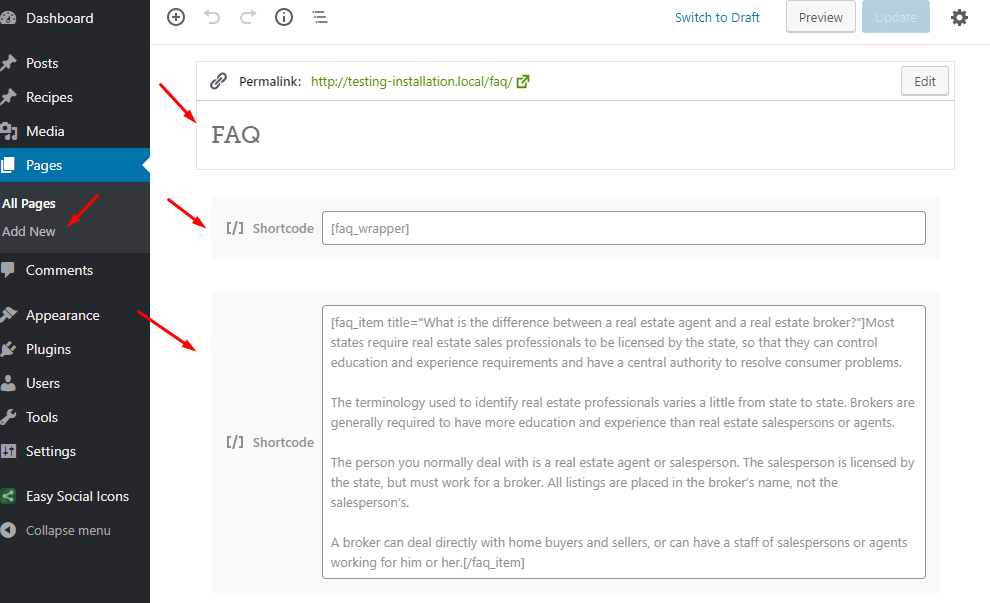 Dashboard
Posts
Recipes
Media
Pages
All Pages
Add New
Comments
Appearance
Plugins
Users
Tools
Settings
Easy Social Icons
Collapse menu
Switch to Draft
Preview
Update
Permalink: http://testing-installation.local/faq/
Edit
FAQ
[/] Shortcode
[faq_wrapper]
[/] Shortcode
[faq_item title="What is the difference between a real estate agent and a real estate broker?"]Most
states require real estate sales professionals to be licensed by the state, so that they can control
education and experience requirements and have a central authority to resolve consumer problems.
The terminology used to identify real estate professionals varies a little from state to state. Brokers are
generally required to have more education and experience than real estate salespersons or agents.
The person you normally deal with is a real estate agent or salesperson. The salesperson is licensed by
the state, but must work for a broker. All listings are placed in the broker's name, not the
salesperson's.
A broker can deal directly with home buyers and sellers, or can have a staff of salespersons or agents
working for him or her.[/faq_item]